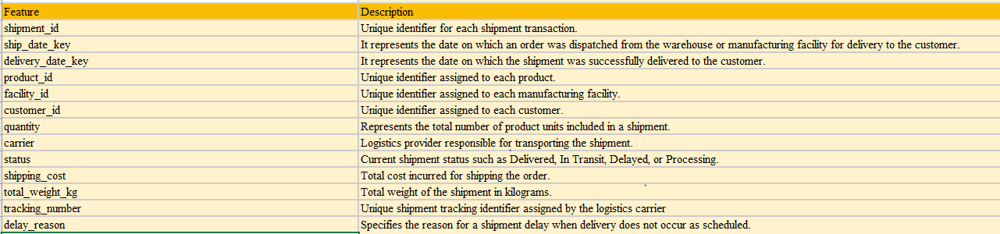 Feature Description
shipment_id Unique identifier for each shipment transaction.
ship_date_key It represents the date on which an order was dispatched from the warehouse or manufacturing facility for delivery to the customer.
delivery_date_key It represents the date on which the shipment was successfully delivered to the customer.
product_id Unique identifier assigned to each product.
facility_id Unique identifier assigned to each manufacturing facility.
customer_id Unique identifier assigned to each customer.
quantity Represents the total number of product units included in a shipment.
carrier Logistics provider responsible for transporting the shipment.
status Current shipment status such as Delivered, In Transit, Delayed, or Processing.
shipping_cost Total cost incurred for shipping the order.
total_weight_kg Total weight of the shipment in kilograms.
tracking_number Unique shipment tracking identifier assigned by the logistics carrier
delay_reason Specifies the reason for a shipment delay when delivery does not occur as scheduled.